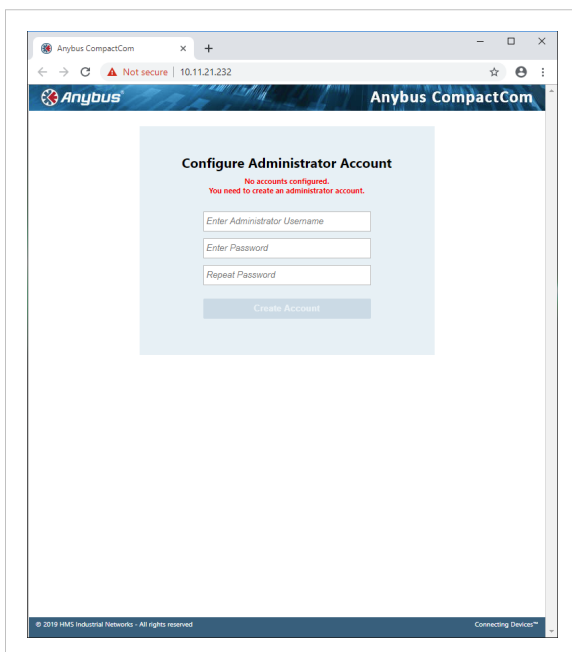 Anybus CompactCom
Not secure | 10.11.21.232
Anybus
Anybus CompactCom
Configure Administrator Account
No accounts configured.
You need to create an administrator account.
Enter Administrator Username
Enter Password
Repeat Password
Create Account
© 2019 HMS Industrial Networks - All rights reserved
Connecting Devices™